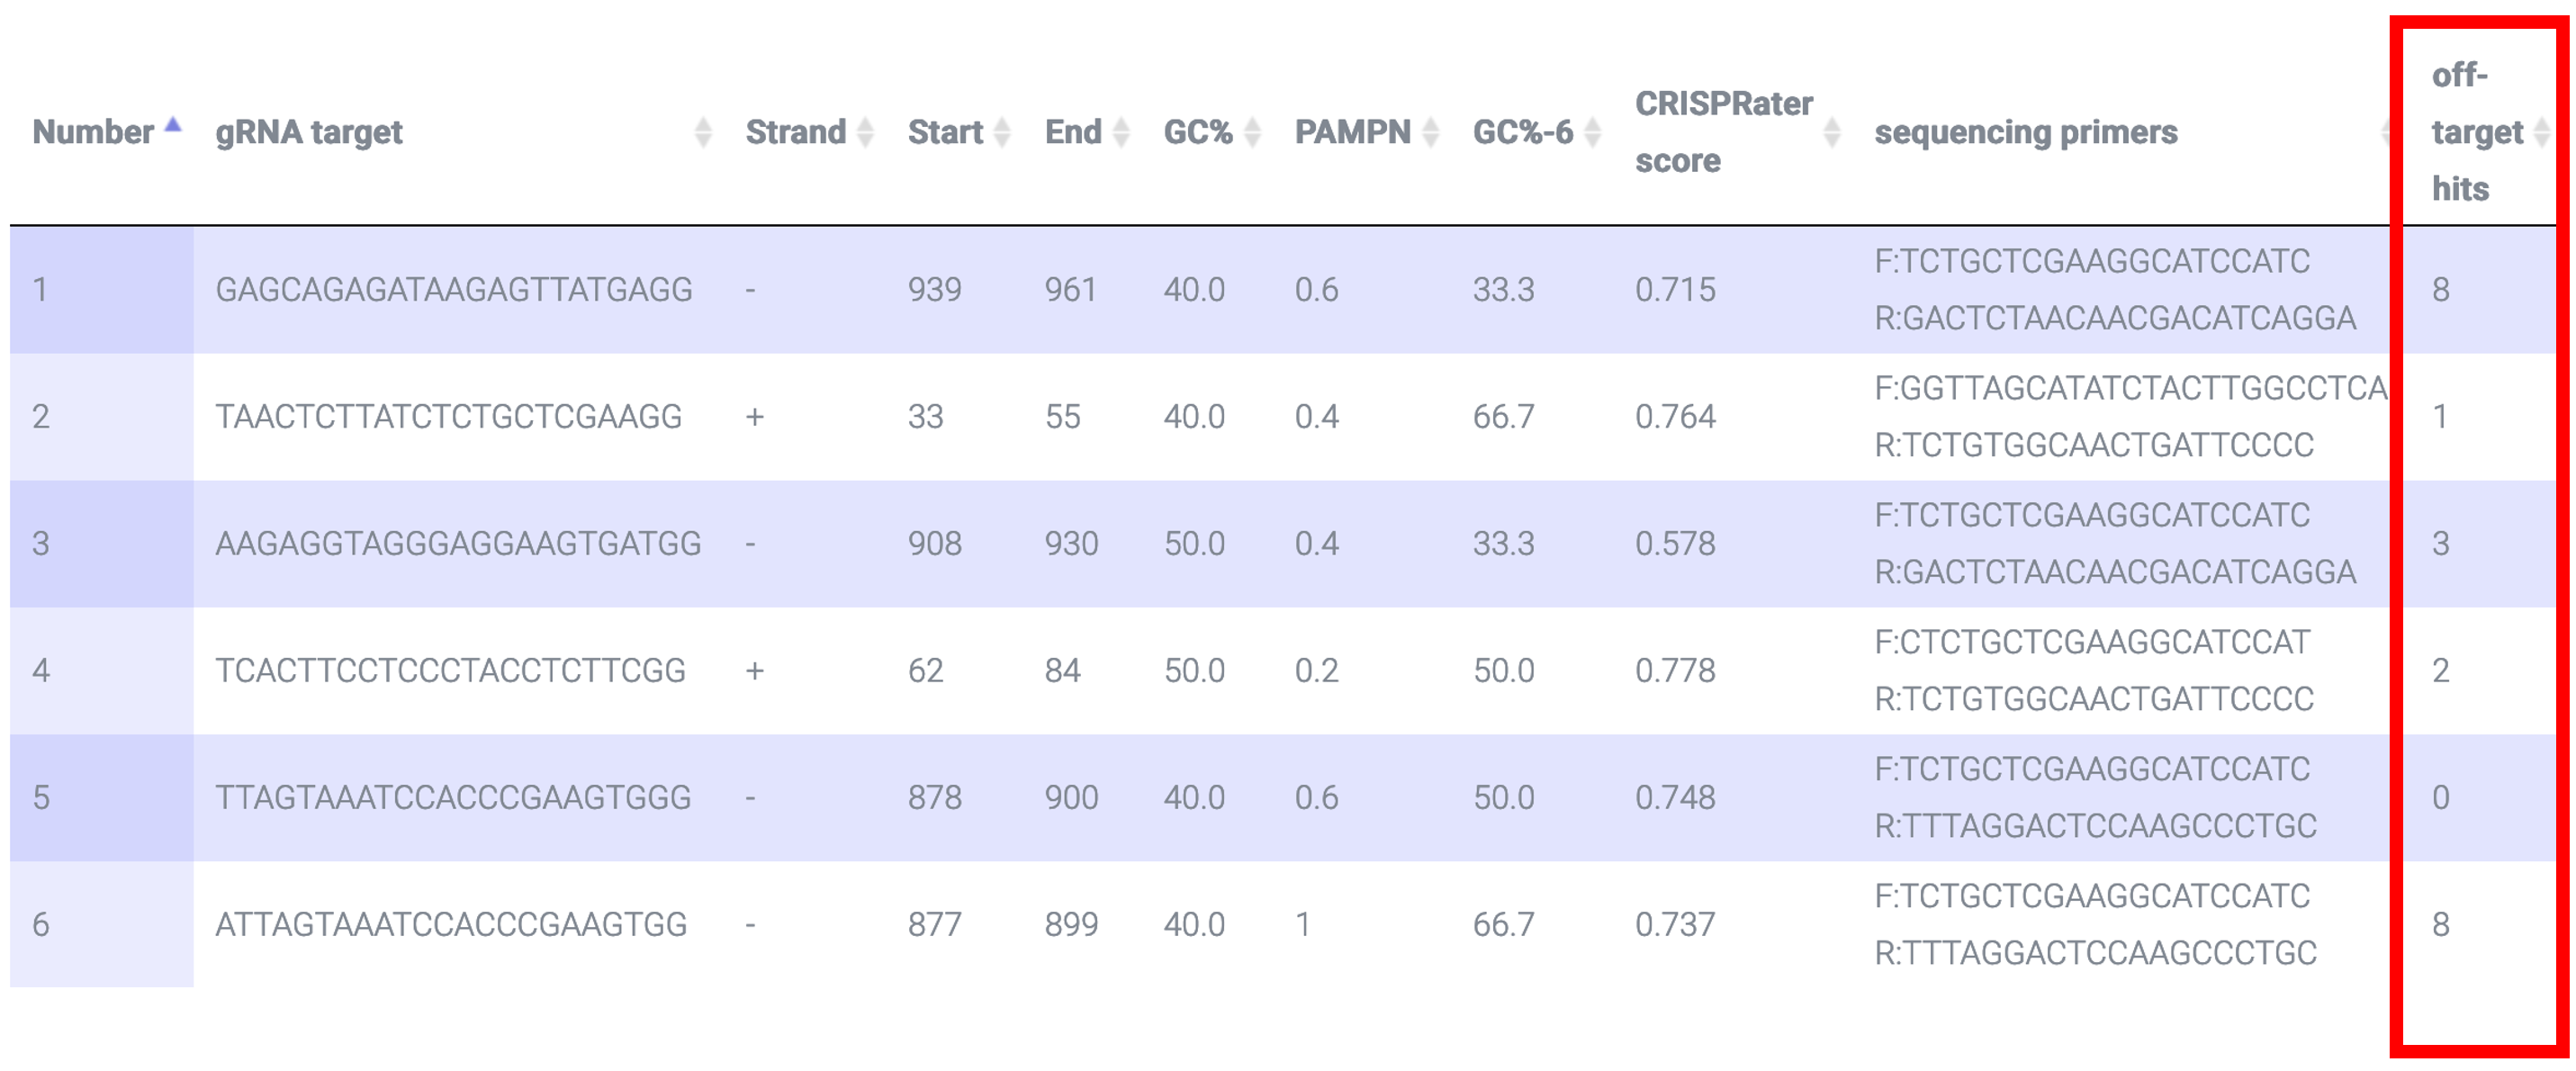 Number gRNA target Strand Start End GC% PAMPN GC%-6 CRISPRater score sequencing primers off-target hits
1 GAGCAGAGATAAGAGTTATGAGG - 939 961 40.0 0.6 33.3 0.715 F:TCTGCTCGAAGGCATCCATC 8
R:GACTCTAACAACGACATCAGGA
2 TAACTCTTATCTCTGCTCGAAGG + 33 55 40.0 0.4 66.7 0.764 F:GGTTAGCATATCTACTTGGCCTCA 1
R:TCTGTGGCAACTGATTCCCC
3 AAGAGGTAGGGAGGAAGTGATGG - 908 930 50.0 0.4 33.3 0.578 F:TCTGCTCGAAGGCATCCATC 3
R:GACTCTAACAACGACATCAGGA
4 TCACTTCCTCCCTACCTCTTCGG + 62 84 50.0 0.2 50.0 0.778 F:CTCTGCTCGAAGGCATCCAT 2
R:TCTGTGGCAACTGATTCCCC
5 TTAGTAAATCCACCCGAAGTGGG - 878 900 40.0 0.6 50.0 0.748 F:TCTGCTCGAAGGCATCCATC 0
R:TTTAGGACTCCAAGCCCTGC
6 ATTAGTAAATCCACCCGAAGTGG - 877 899 40.0 1 66.7 0.737 F:TCTGCTCGAAGGCATCCATC 8
R:TTTAGGACTCCAAGCCCTGC